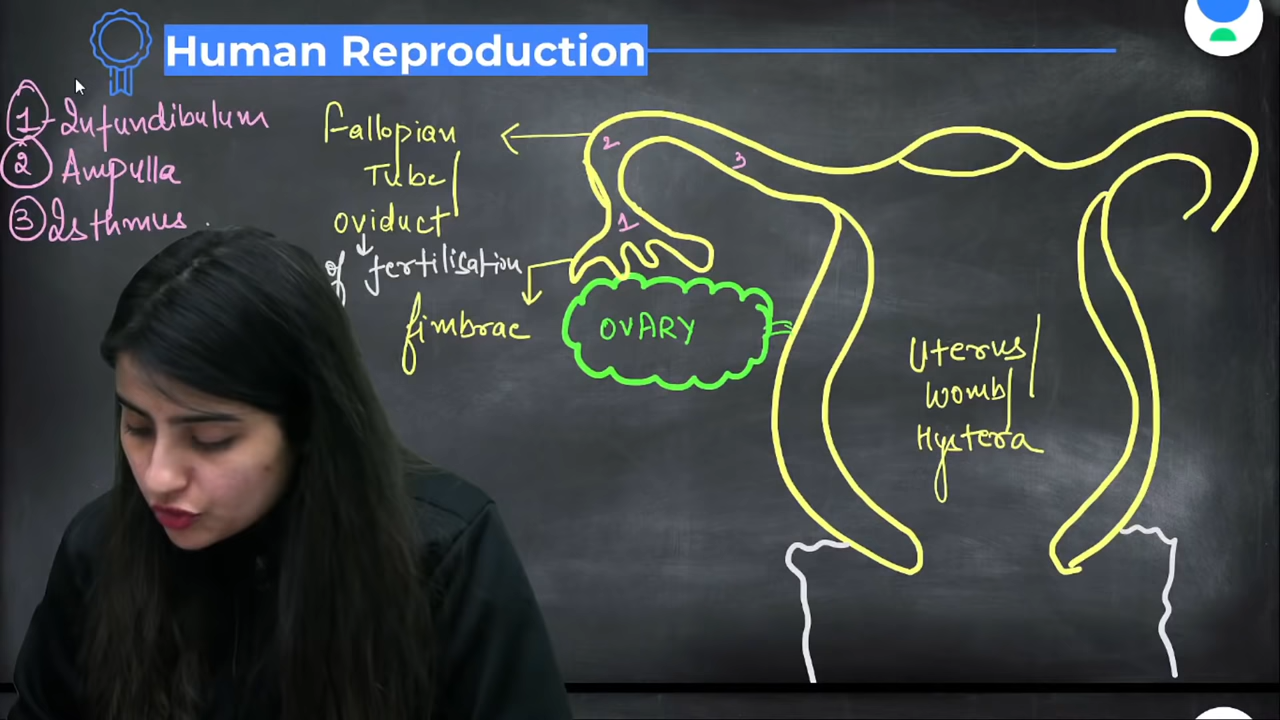 Human Reproduction
1 - Infundibulum
2 Ampulla
3 Isthmus
Fallopian
Tube/
oviduct
of fertilisation
fimbrae
2
3
1
OVARY
Uterus/
Womb/
Hystera